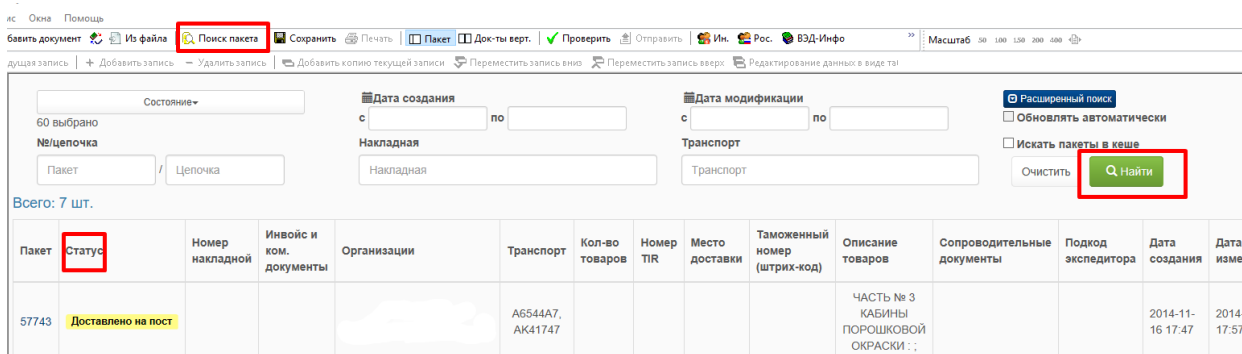 ис Окна Помощь
бавить документ Из файла Поиск пакета Сохранить Печать Пакет Док-ты верт. Проверить Отправить Ин. Рос. ВЭД-Инфо » Масштаб 50 100 150 200 400
дущая запись + Добавить запись − Удалить запись Добавить копию текущей записи Переместить запись вниз Переместить запись вверх Редактирование данных в виде таб
Состояние
60 выбрано
Дата создания
с по
Дата модификации
с по
Расширенный поиск
Обновлять автоматически
№/цепочка
Пакет / Цепочка
Накладная
Накладная
Транспорт
Транспорт
Искать пакеты в кеше
Очистить Найти
Всего: 7 шт.
Пакет
Статус
Номер
накладной
Инвойс и
ком.
документы
Организации
Транспорт
Кол-во
товаров
Номер
TIR
Место
доставки
Таможенный
номер
(штрих-код)
Описание
товаров
Сопроводительные
документы
Подкод
экспедитора
Дата
создания
Дата
изме
57743
Доставлено на пост
A6544A7,
AK41747
ЧАСТЬ № 3
КАБИНЫ
ПОРОШКОВОЙ
ОКРАСКИ : ;
2014-11-
16 17:47
2014-
17:57